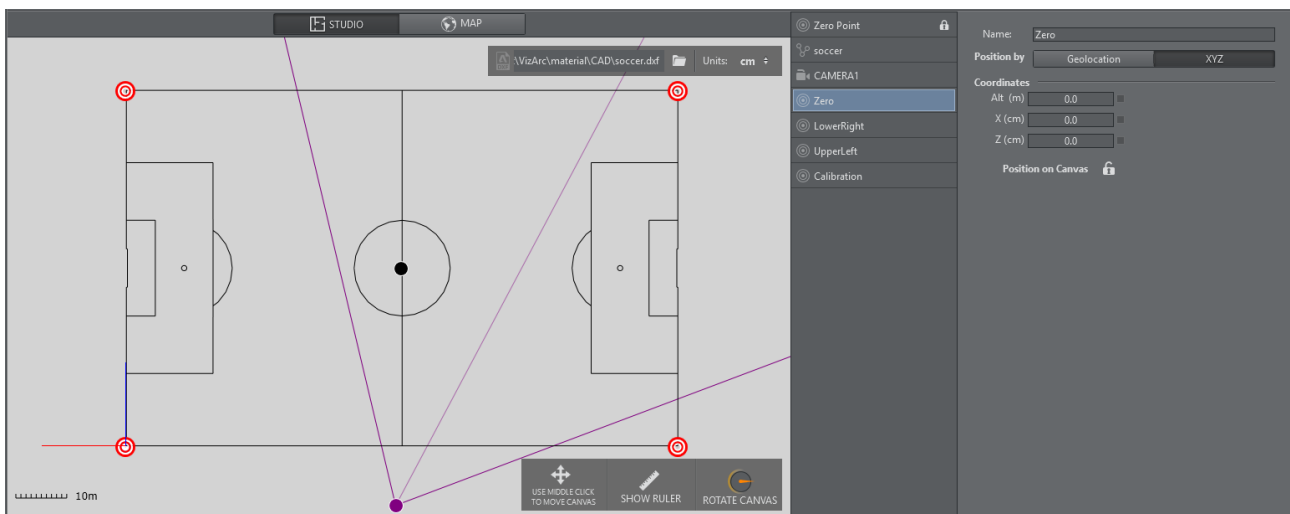 STUDIO
MAP
\VizArc\material\CAD\soccer.dxf
Units: cm
10m
USE MIDDLE CLICK
TO MOVE CANVAS
SHOW RULER
ROTATE CANVAS
Zero Point
soccer
CAMERA1
Zero
LowerRight
UpperLeft
Calibration
Name: Zero
Position by Geolocation XYZ
Coordinates
Alt (m) 0.0
X (cm) 0.0
Z (cm) 0.0
Position on Canvas